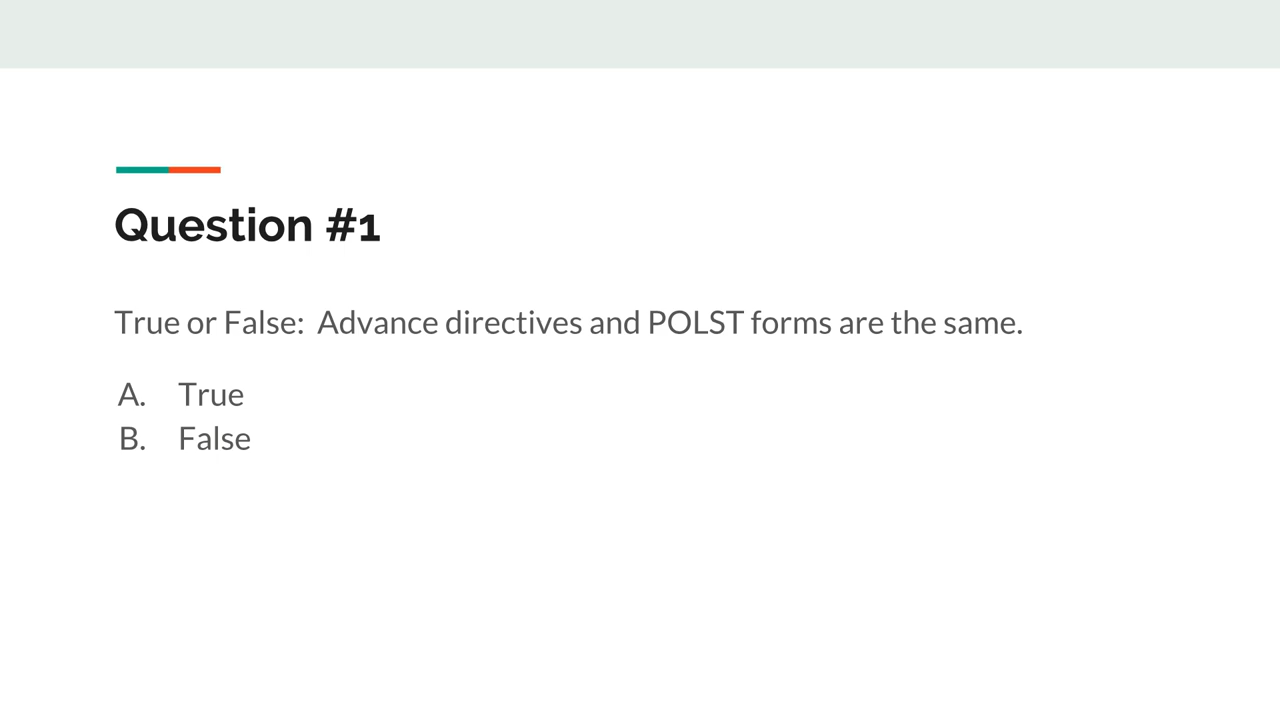 Question #1
True or False:  Advance directives and POLST forms are the same.
A. True
B. False